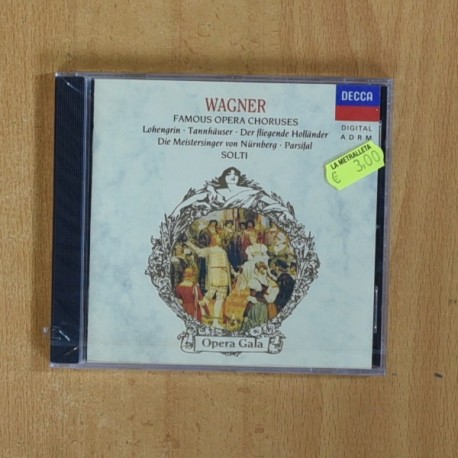 WAGNER
FAMOUS OPERA CHORUSES
Lohengrin · Tannhäuser · Der fliegende Holländer
Die Meistersinger von Nürnberg · Parsifal
SOLTI
DECCA
DIGITAL
ADRM
LA METRALLETA
€ 3,00
Opera Gala